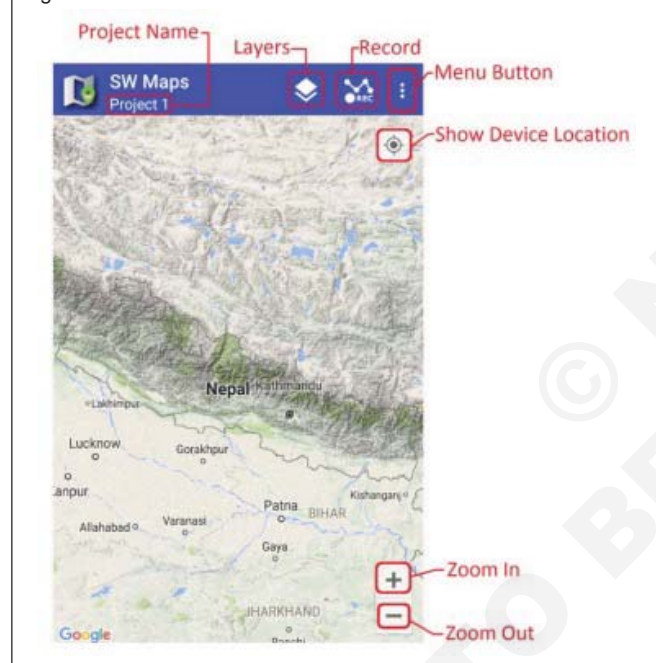 Project Name
Layers
Record
SW Maps
Menu Button
Project 1
REC
Show Device Location
Nepal
Kathmandu
Lakhimpur
Lucknow
Gorakhpur
Kishanganj
Patna
BIHAR
Allahabad
Varanasi
Gaya
Zoom In
JHARKHAND
Google
Ranchi
Zoom Out